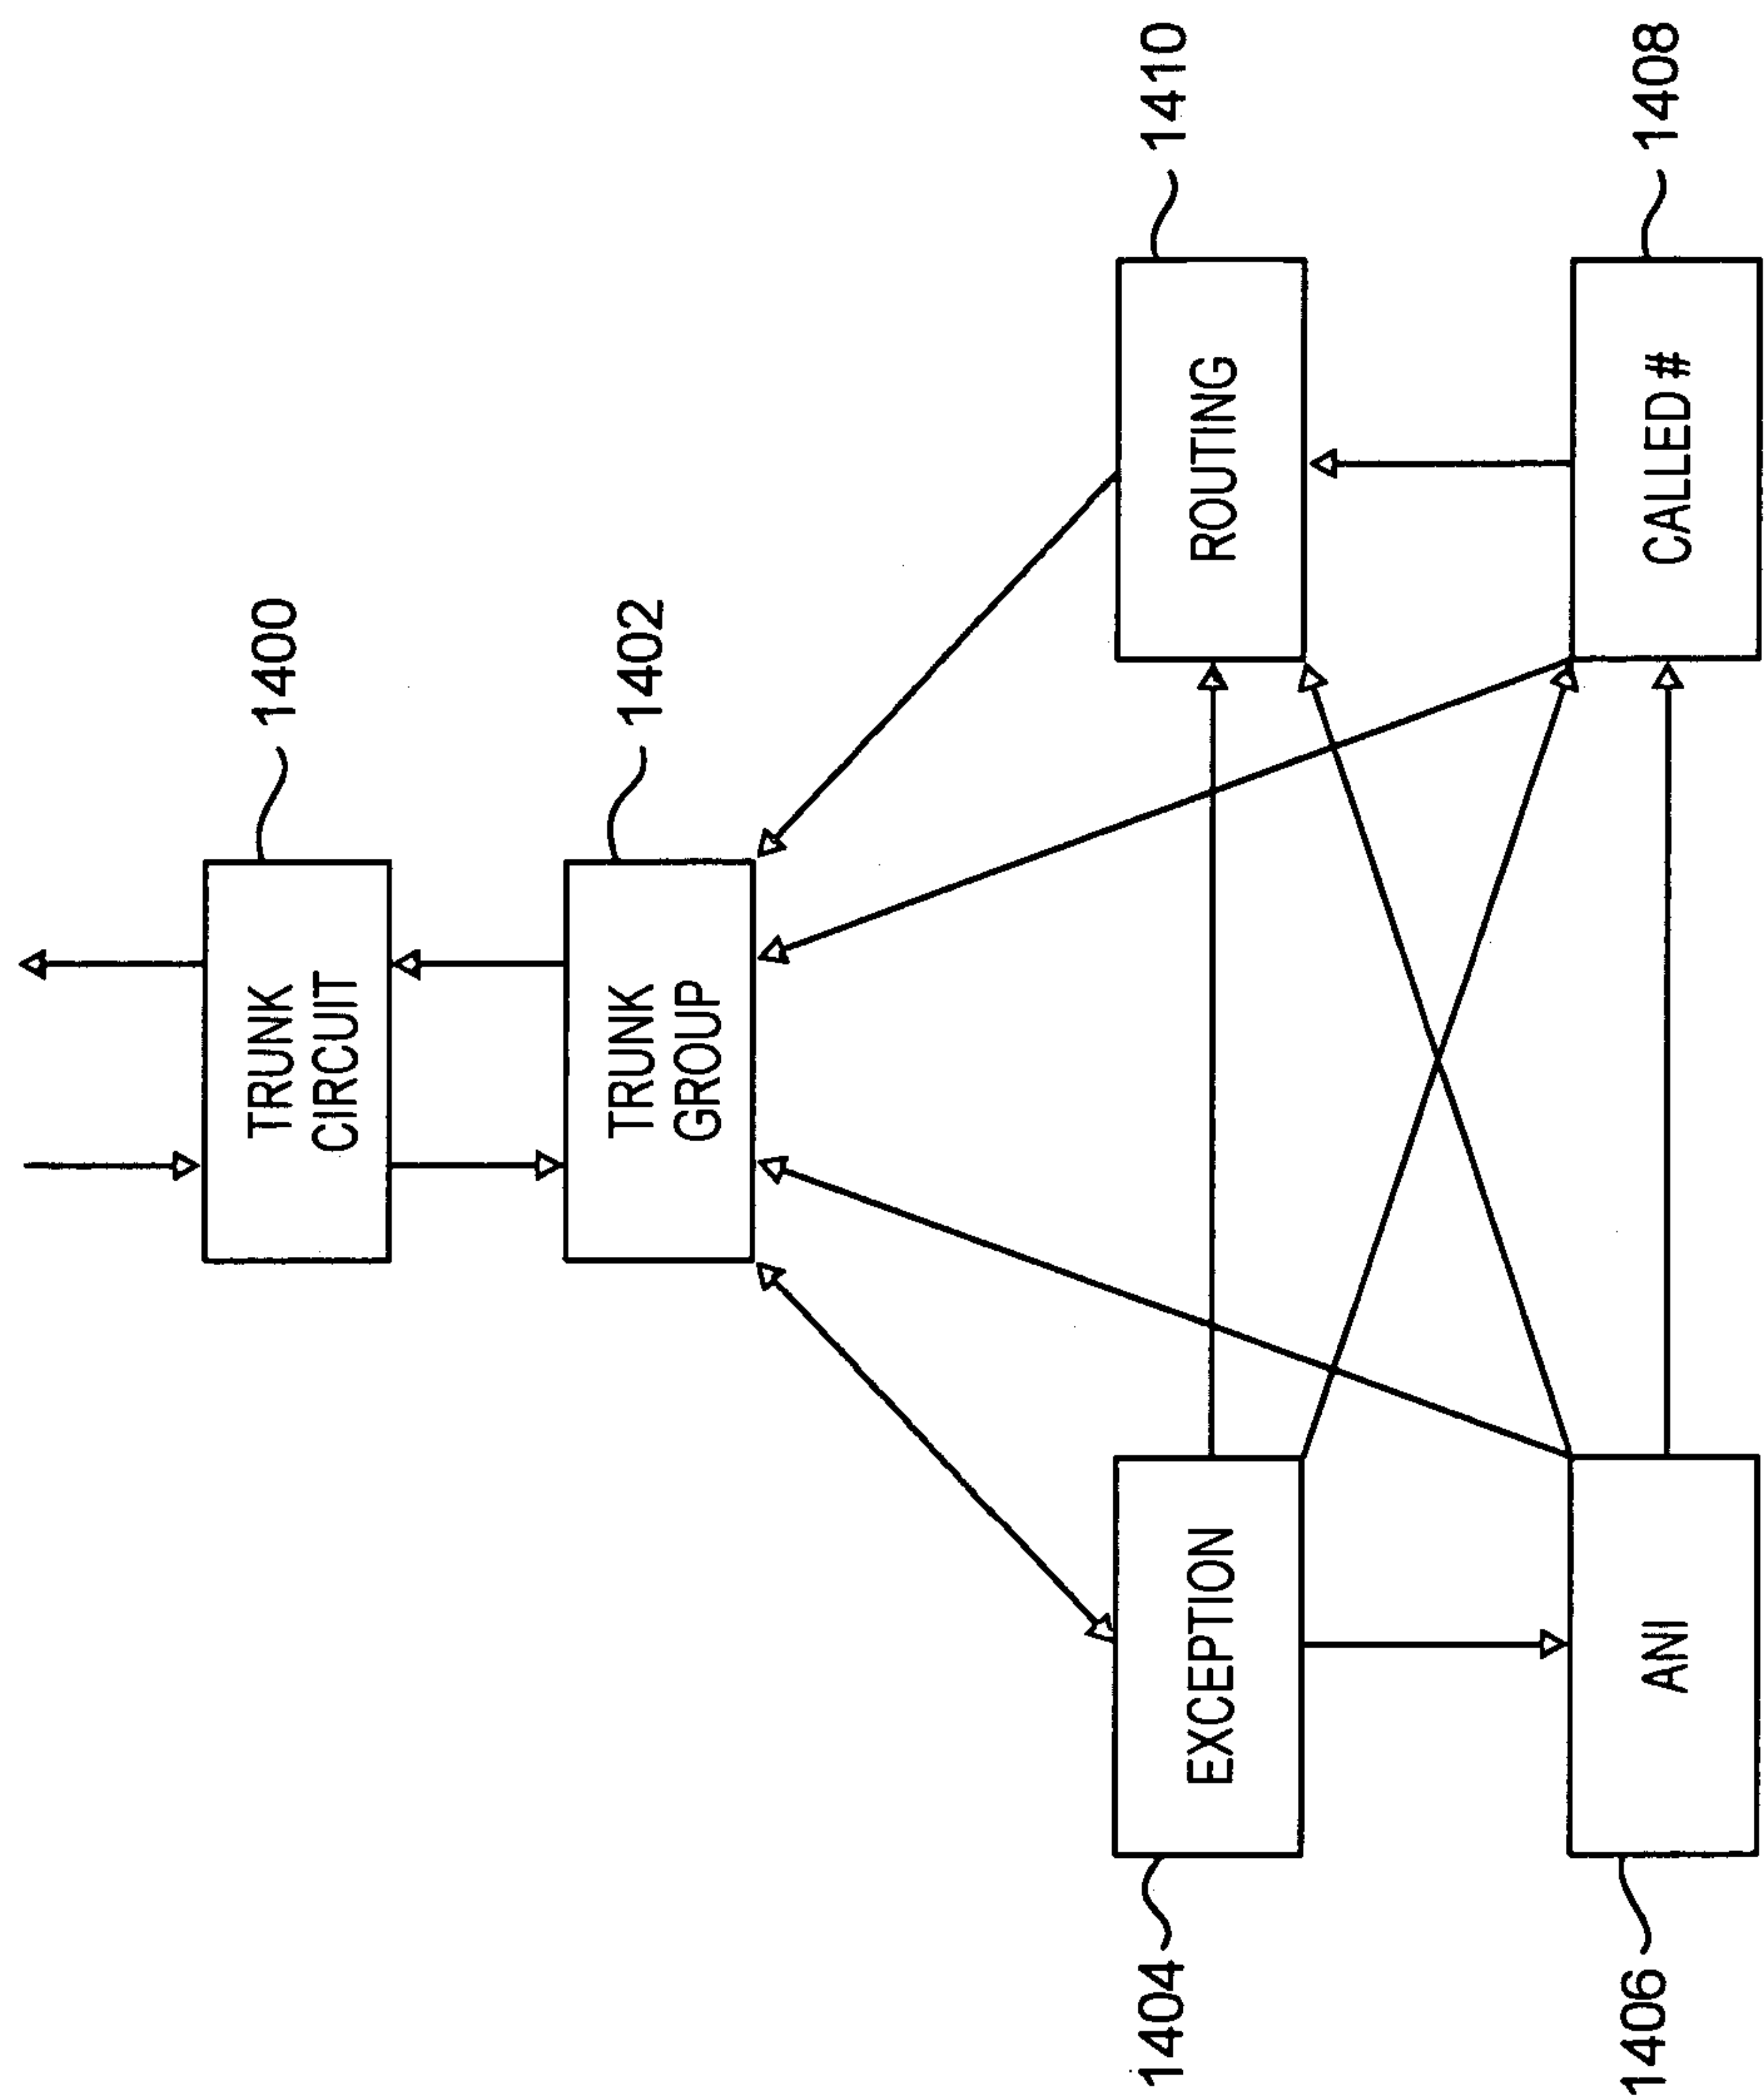 1400
TRUNK
CIRCUIT
1402
TRUNK
GROUP
1404
EXCEPTION
ROUTING
1410
1406
ANI
CALLED #
1408